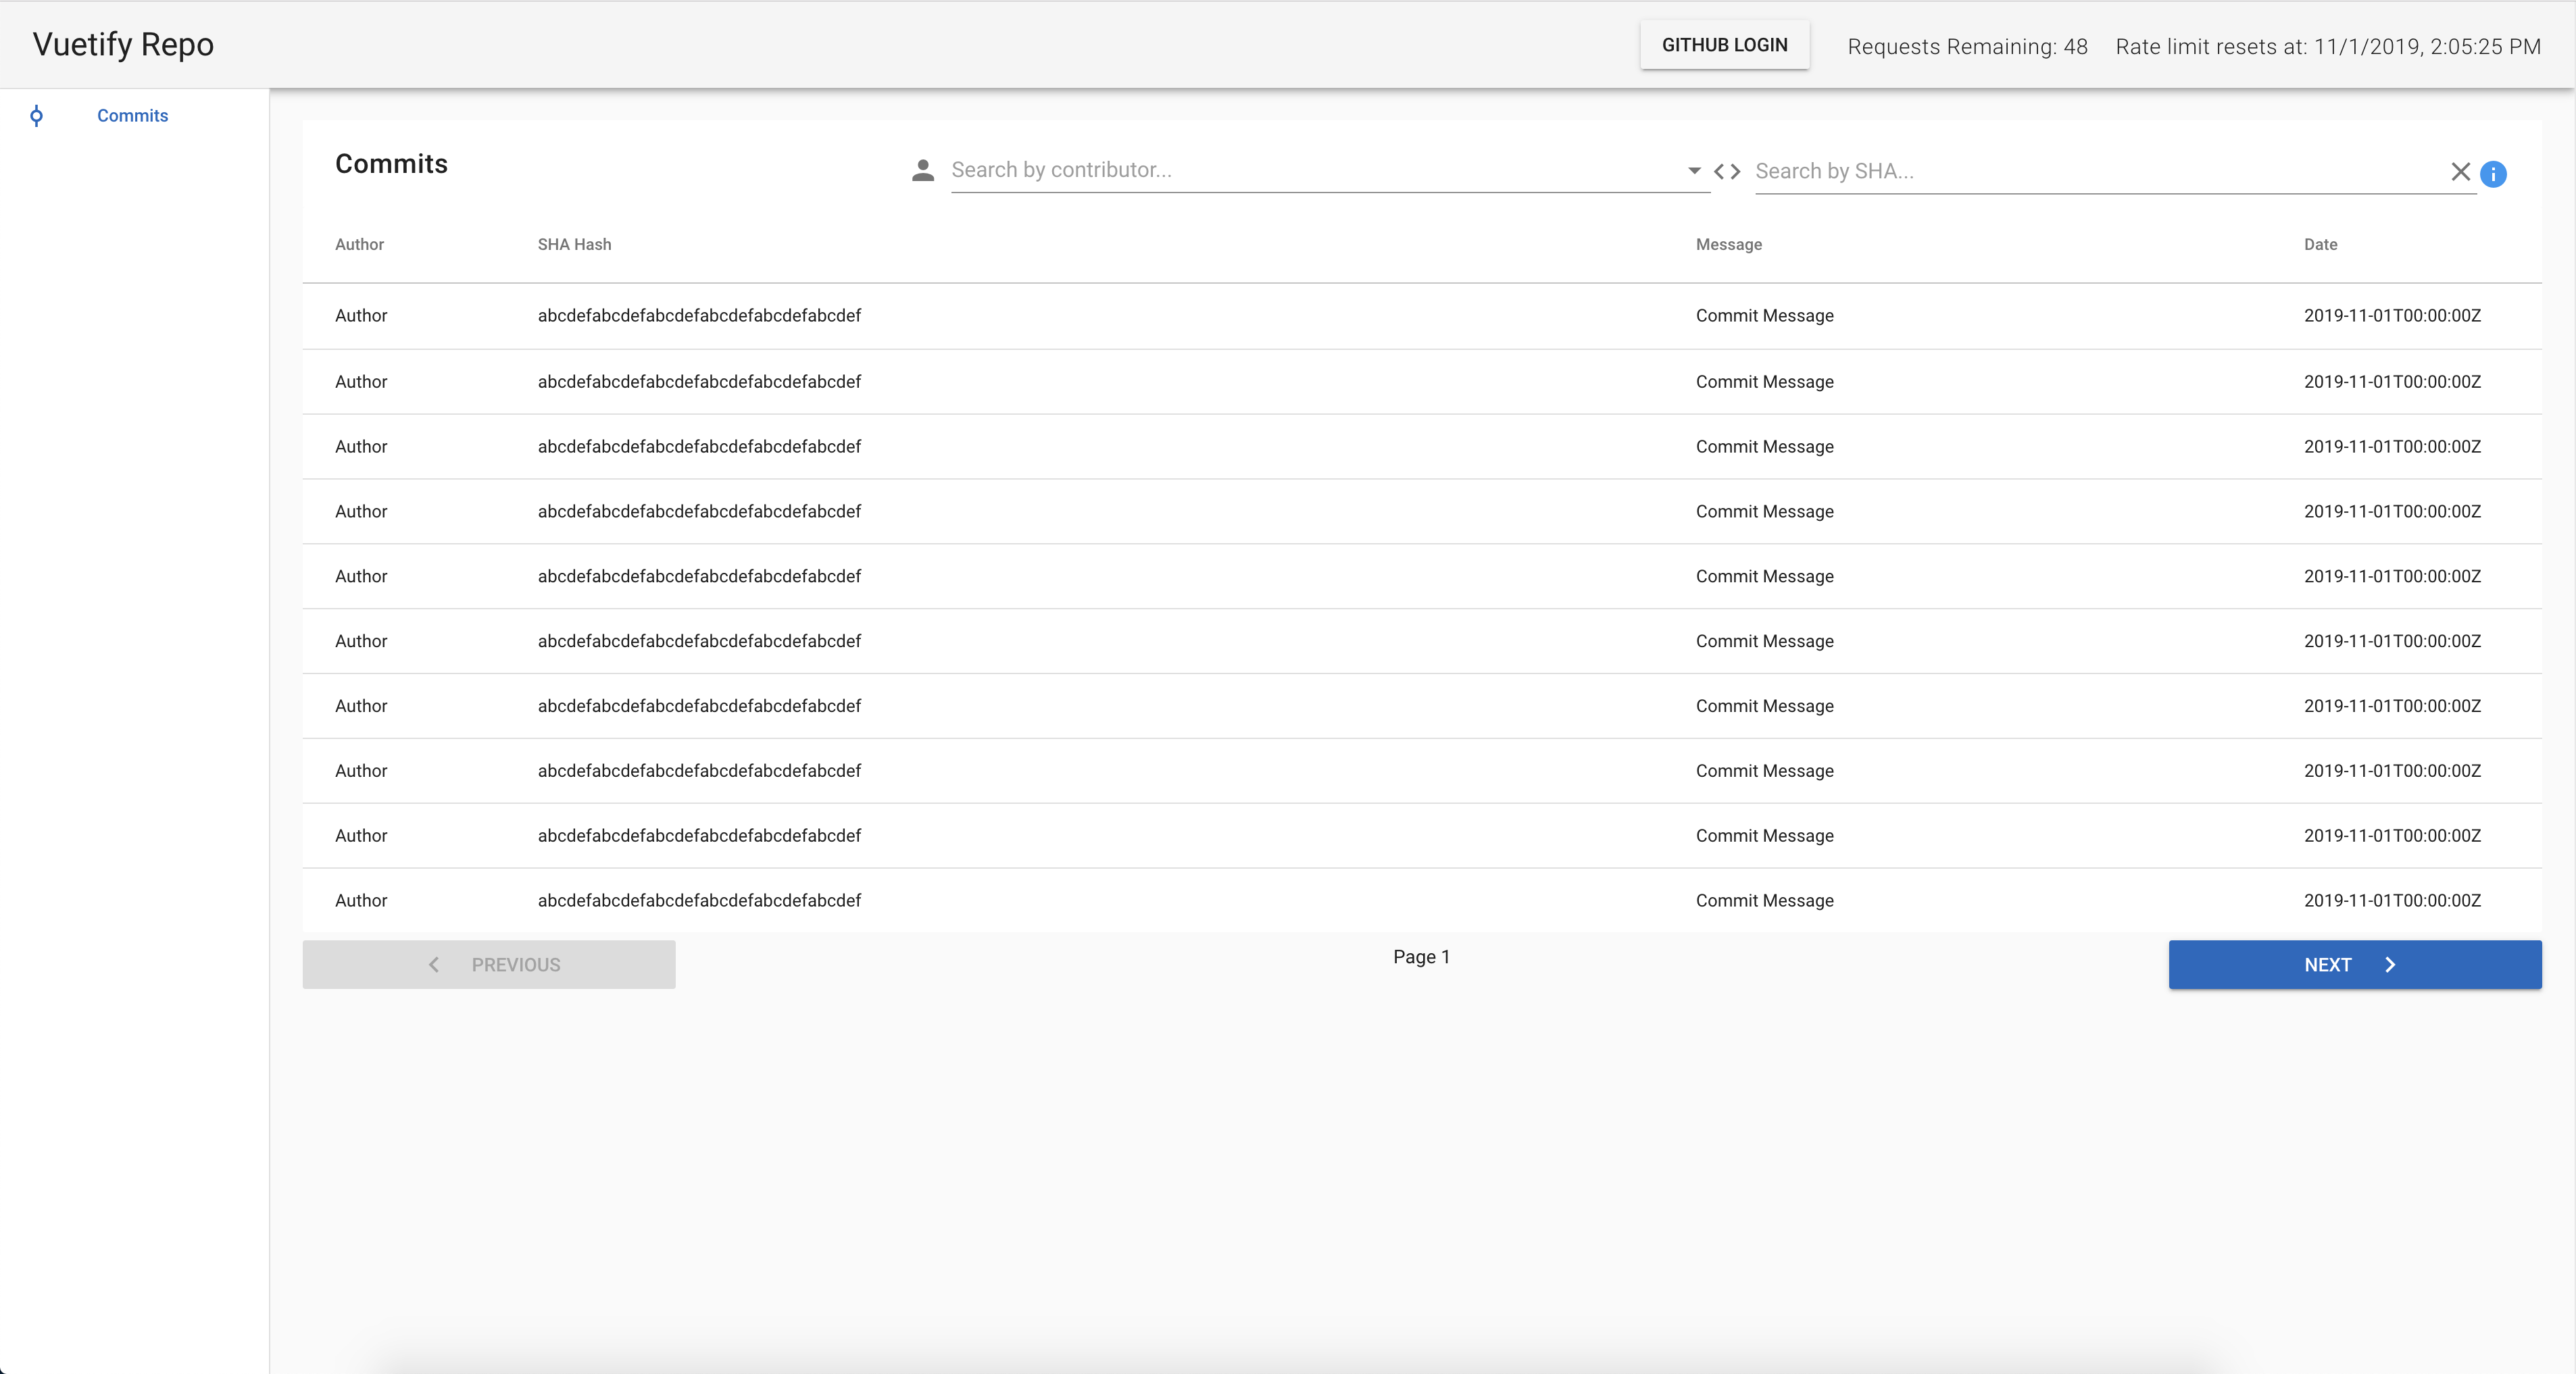 Vuetify Repo
GITHUB LOGIN
Requests Remaining: 48
Rate limit resets at: 11/1/2019, 2:05:25 PM
Commits
Commits
Search by contributor...
Search by SHA...
Author SHA Hash Message Date
Author abcdefabcdefabcdefabcdefabcdefabcdef Commit Message 2019-11-01T00:00:00Z
Author abcdefabcdefabcdefabcdefabcdefabcdef Commit Message 2019-11-01T00:00:00Z
Author abcdefabcdefabcdefabcdefabcdefabcdef Commit Message 2019-11-01T00:00:00Z
Author abcdefabcdefabcdefabcdefabcdefabcdef Commit Message 2019-11-01T00:00:00Z
Author abcdefabcdefabcdefabcdefabcdefabcdef Commit Message 2019-11-01T00:00:00Z
Author abcdefabcdefabcdefabcdefabcdefabcdef Commit Message 2019-11-01T00:00:00Z
Author abcdefabcdefabcdefabcdefabcdefabcdef Commit Message 2019-11-01T00:00:00Z
Author abcdefabcdefabcdefabcdefabcdefabcdef Commit Message 2019-11-01T00:00:00Z
Author abcdefabcdefabcdefabcdefabcdefabcdef Commit Message 2019-11-01T00:00:00Z
Author abcdefabcdefabcdefabcdefabcdefabcdef Commit Message 2019-11-01T00:00:00Z
PREVIOUS
Page 1
NEXT